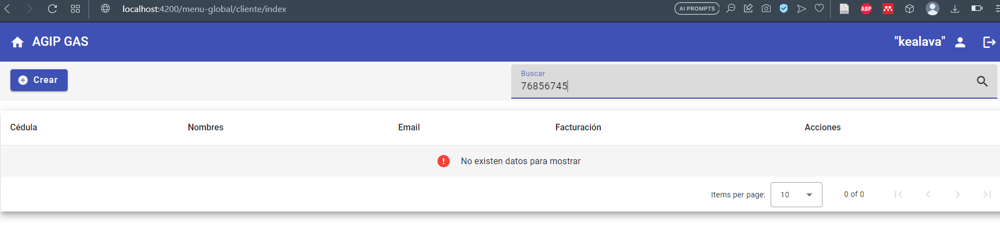 localhost:4200/menu-global/cliente/index
AI PROMPTS
ABP
AGIP GAS
"kealava"
Crear
Buscar
76856745
Cédula Nombres Email Facturación Acciones
No existen datos para mostrar
Items per page: 10 0 of 0